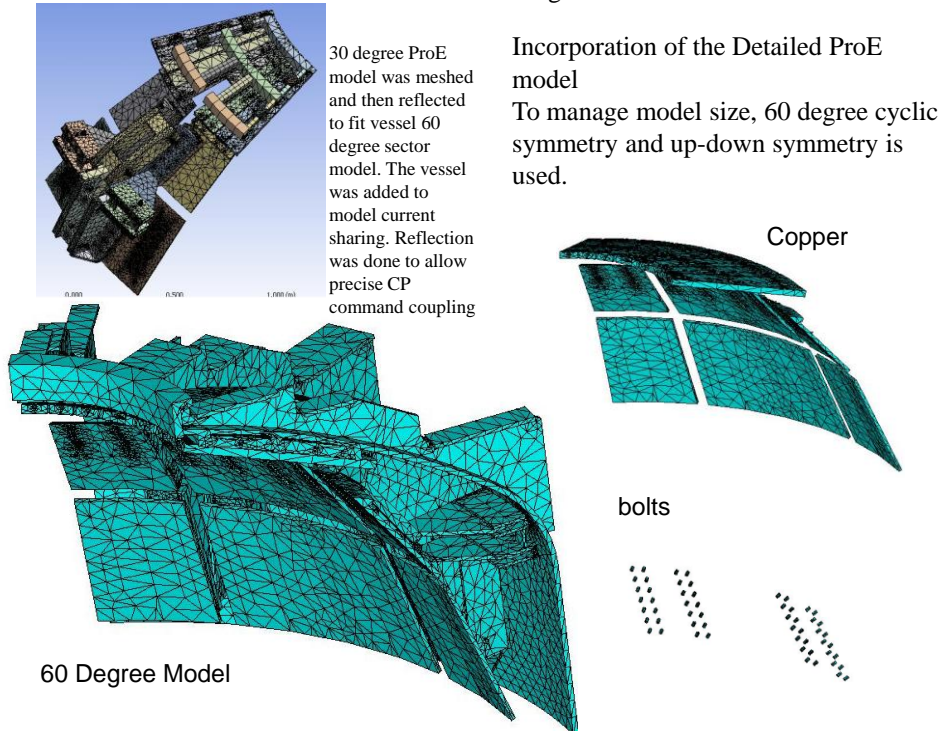 30 degree ProE
model was meshed
and then reflected
to fit vessel 60
degree sector
model. The vessel
was added to
model current
sharing. Reflection
was done to allow
precise CP
command coupling
Incorporation of the Detailed ProE
model
To manage model size, 60 degree cyclic
symmetry and up-down symmetry is
used.
0.000
0.500
1.000 (m)
Copper
bolts
60 Degree Model